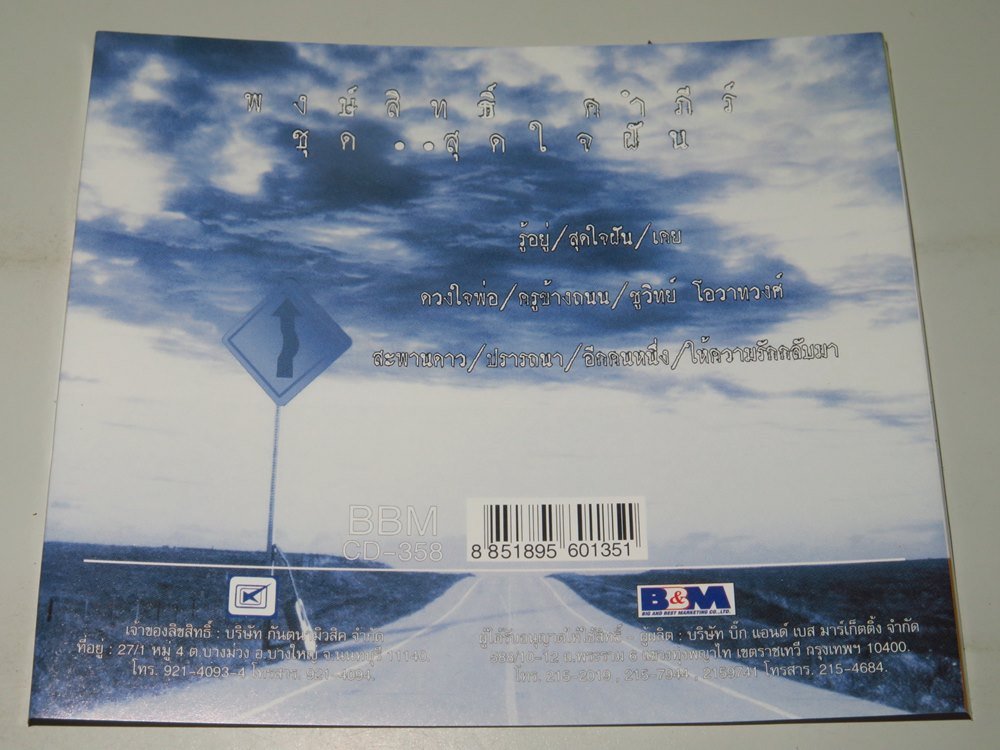 พงษ์สิทธิ์ คำภีร์
ชุด ..สุดใจฝัน
รู้อยู่/สุดใจฝัน/เคย
ดวงใจพ่อ/ครูข้างถนน/ชูวิทย์ โอวาทวงศ์
สะพานดาว/ปรารถนา/อีกคนหนึ่ง/ให้ความรักกลับมา
BBM
CD-358
8 851895 601351
B&M
BIG AND BEST MARKETING CO.,LTD.
เจ้าของลิขสิทธิ์ : บริษัท กันตนา มิวสิค จำกัด
ที่อยู่ : 27/1 หมู่ 4 ต.บางม่วง อ.บางใหญ่ จ.นนทบุรี 11140.
โทร. 921-4093-4 โทรสาร. 921-4094.
ผู้ได้รับอนุญาตให้ใช้สิทธิ์ - ผู้ผลิต : บริษัท บิ๊ก แอนด์ เบส มาร์เก็ตติ้ง จำกัด
ถ.พระราม 6 แขวงทุ่งพญาไท เขตราชเทวี กรุงเทพฯ 10400.
โทร. 215-2019 , 215-7944 , 2159741 โทรสาร. 215-4684.